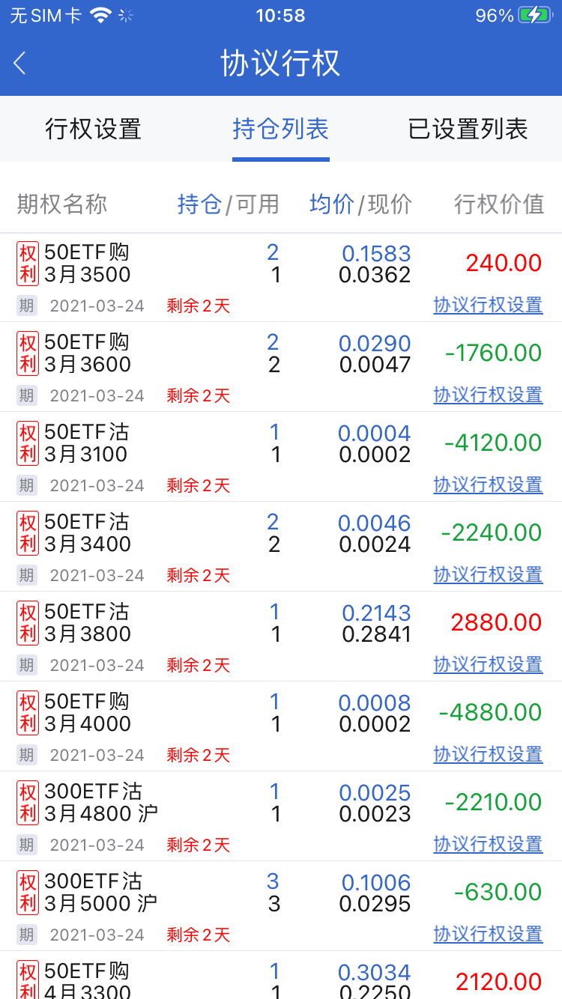 无SIM卡 10:58 96%
协议行权
行权设置 持仓列表 已设置列表
期权名称 持仓/可用 均价/现价 行权价值
权利 50ETF购 2 0.1583 240.00
3月3500 1 0.0362
期 2021-03-24 剩余2天 协议行权设置
权利 50ETF购 2 0.0290 -1760.00
3月3600 2 0.0047
期 2021-03-24 剩余2天 协议行权设置
权利 50ETF沽 1 0.0004 -4120.00
3月3100 1 0.0002
期 2021-03-24 剩余2天 协议行权设置
权利 50ETF沽 2 0.0046 -2240.00
3月3400 2 0.0024
期 2021-03-24 剩余2天 协议行权设置
权利 50ETF沽 1 0.2143 2880.00
3月3800 1 0.2841
期 2021-03-24 剩余2天 协议行权设置
权利 50ETF购 1 0.0008 -4880.00
3月4000 1 0.0002
期 2021-03-24 剩余2天 协议行权设置
权利 300ETF沽 1 0.0025 -2210.00
3月4800 沪 1 0.0023
期 2021-03-24 剩余2天 协议行权设置
权利 300ETF沽 3 0.1006 -630.00
3月5000 沪 3 0.0295
期 2021-03-24 剩余2天 协议行权设置
权利 50ETF购 1 0.3034 2120.00
4月3300 1 0.2250